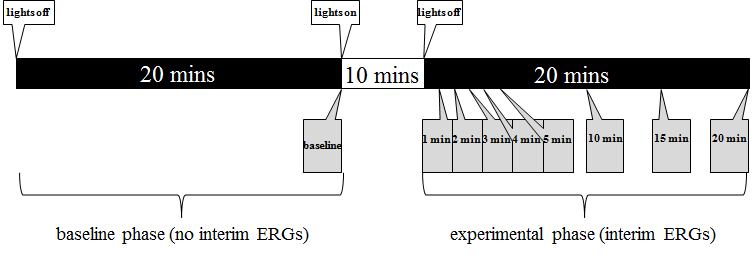 lights off
lights on
lights off
20 mins
10 mins
20 mins
baseline
1 min
2 min
3 min
4 min
5 min
10 min
15 min
20 min
baseline phase (no interim ERGs)
experimental phase (interim ERGs)